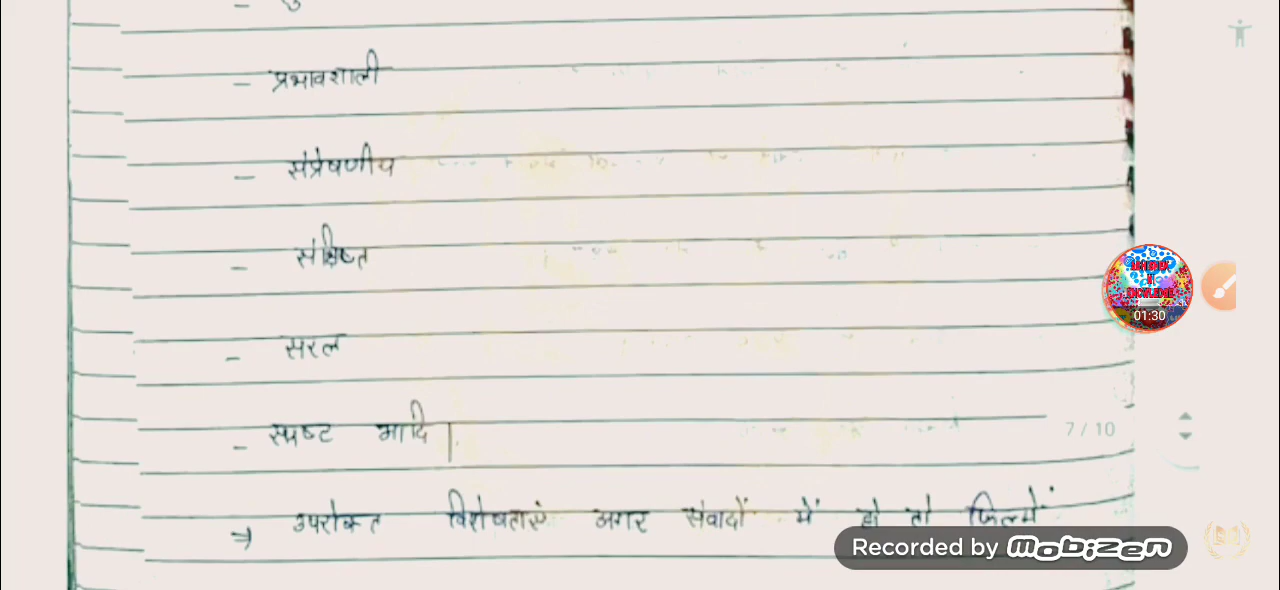 - प्रभावशाली
- संप्रेषणीय
- संक्षिप्त
- सरल
- स्पष्ट आदि |
7 / 10
⇒ उपरोक्त विशेषताएं अगर संवादों में हो तो फिल्में
01:30
Recorded by mobizen